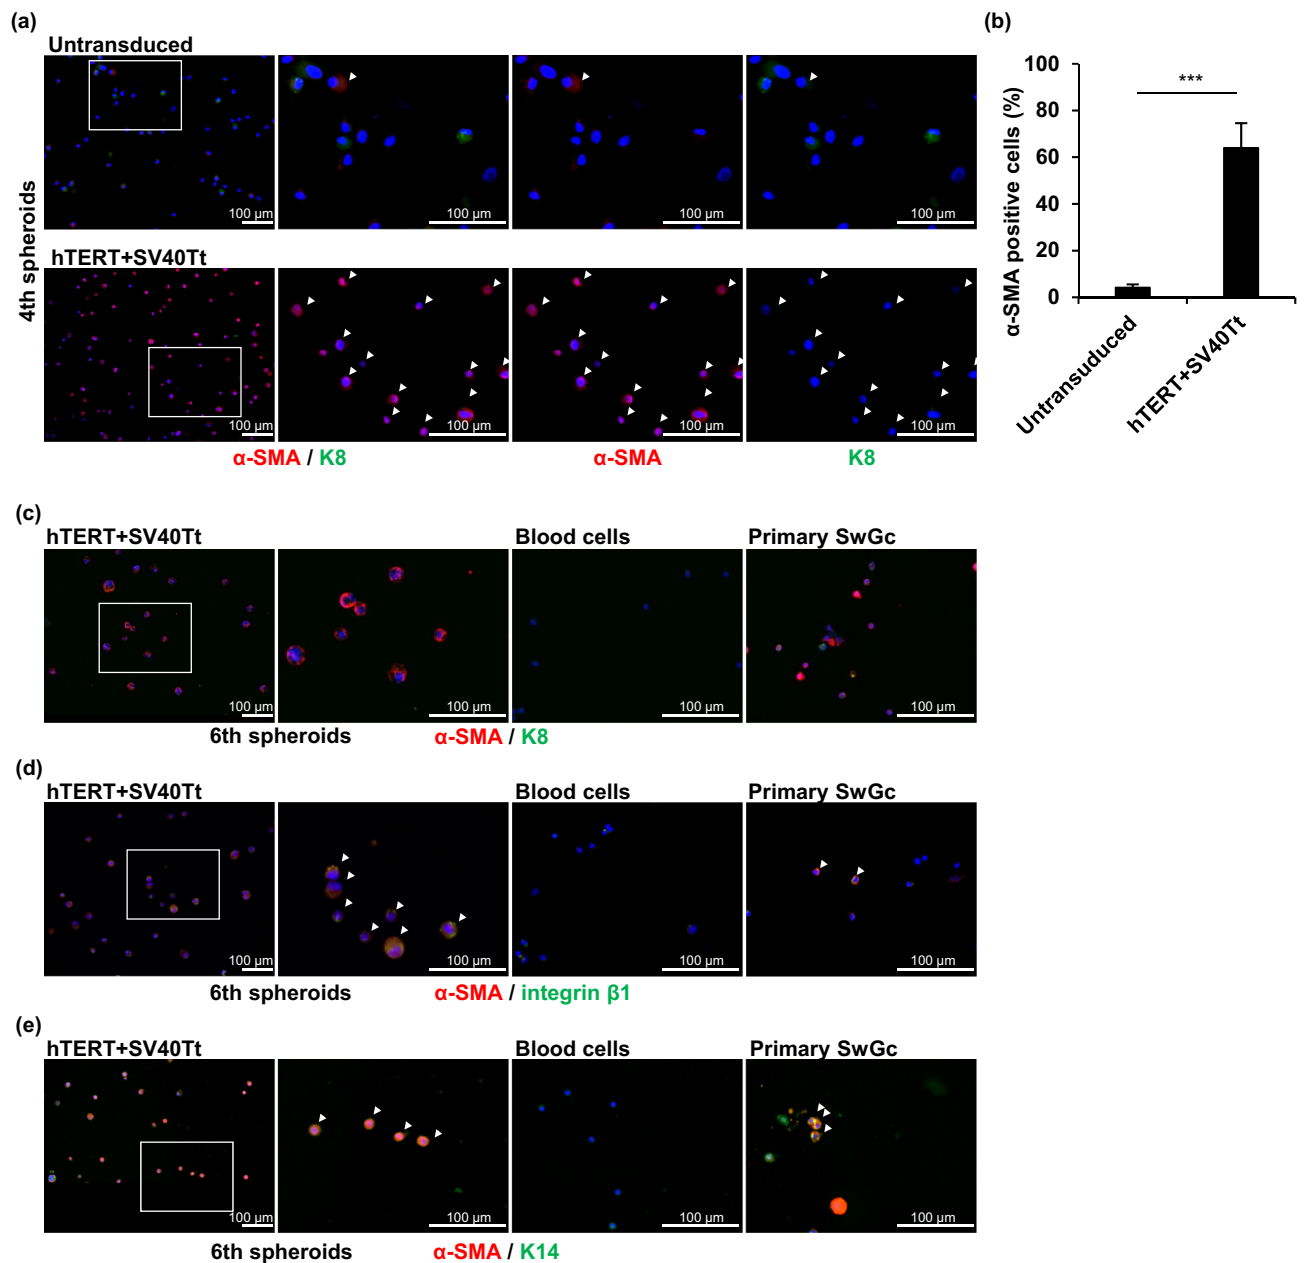 (a)
Untransduced
4th spheroids
100 μm
100 μm
100 μm
100 μm
hTERT+SV40Tt
100 μm
100 μm
100 μm
100 μm
α-SMA / K8
α-SMA
K8
(b)
α-SMA positive cells (%)
100
80
60
40
20
0
***
Untransuduced
hTERT+SV40Tt
(c)
hTERT+SV40Tt
Blood cells
Primary SwGc
100 μm
100 μm
100 μm
100 μm
6th spheroids
α-SMA / K8
(d)
hTERT+SV40Tt
Blood cells
Primary SwGc
100 μm
100 μm
100 μm
100 μm
6th spheroids
α-SMA / integrin β1
(e)
hTERT+SV40Tt
Blood cells
Primary SwGc
100 μm
100 μm
100 μm
100 μm
6th spheroids
α-SMA / K14